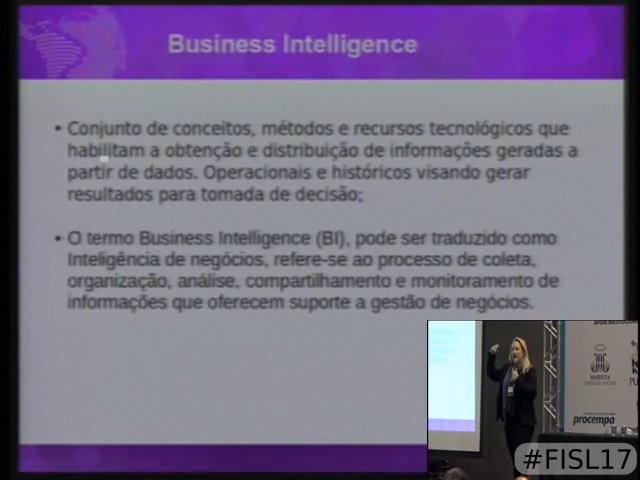 Business Intelligence
• Conjunto de conceitos, métodos e recursos tecnológicos que
habilitam a obtenção e distribuição de informações geradas a
partir de dados. Operacionais e históricos visando gerar
resultados para tomada de decisão;
• O termo Business Intelligence (BI), pode ser traduzido como
Inteligência de negócios, refere-se ao processo de coleta,
organização, análise, compartilhamento e monitoramento de
informações que oferecem suporte a gestão de negócios.
MARISTA
procempa
#FISL17